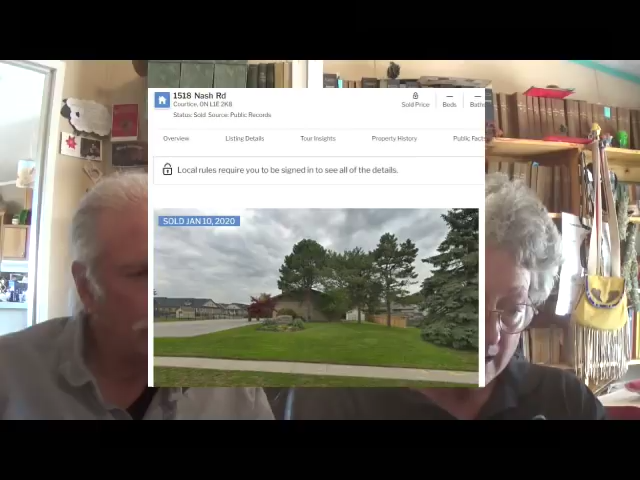 1518 Nash Rd
Courtice, ON L1E 2K8
Status: Sold Source: Public Records
Sold Price
Beds
Bath
Overview Listing Details Tour Insights Property History Public Facts
Local rules require you to be signed in to see all of the details.
SOLD JAN 10, 2020